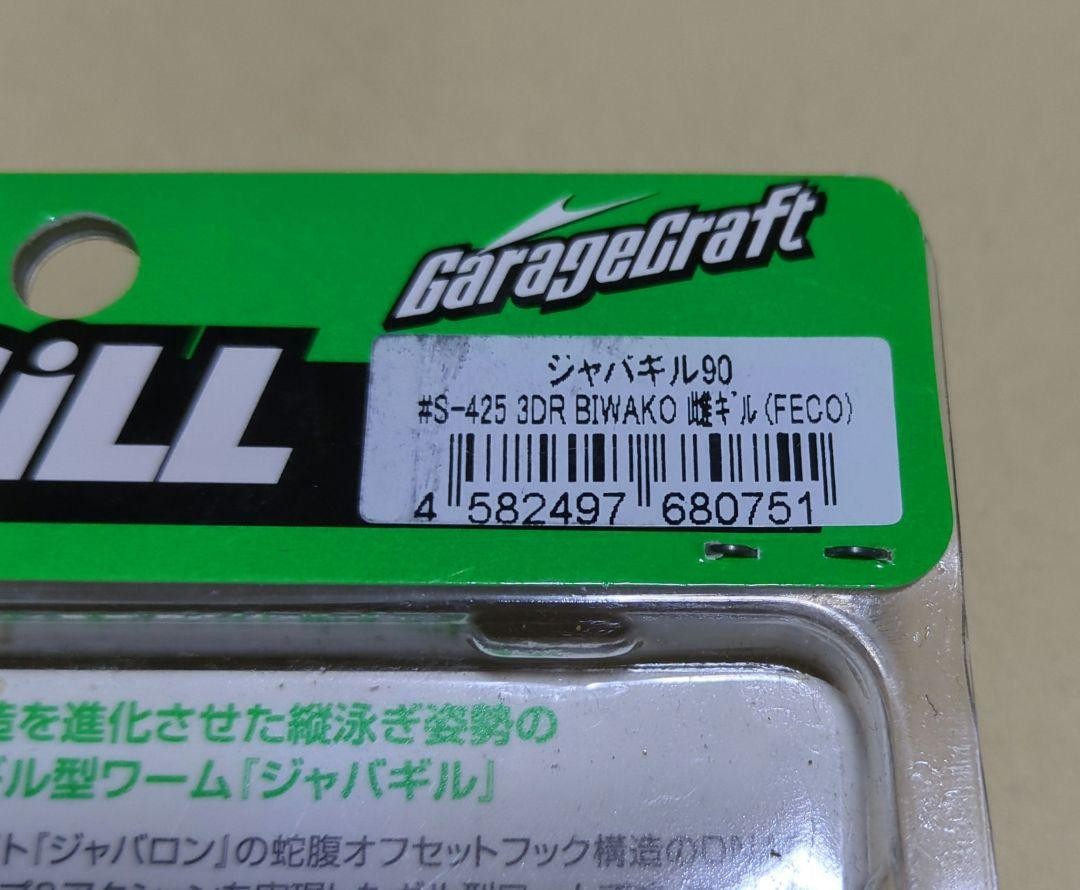 GarageCraft
iLL
ジャバギル90
#S-425 3DR BIWAKO 雌ギル(FECO)
4 582497 680751
を進化させた縦泳ぎ姿勢の
ル型ワーム『ジャバギル』
ト『ジャバロン』の蛇腹オフセットフック構造のDN